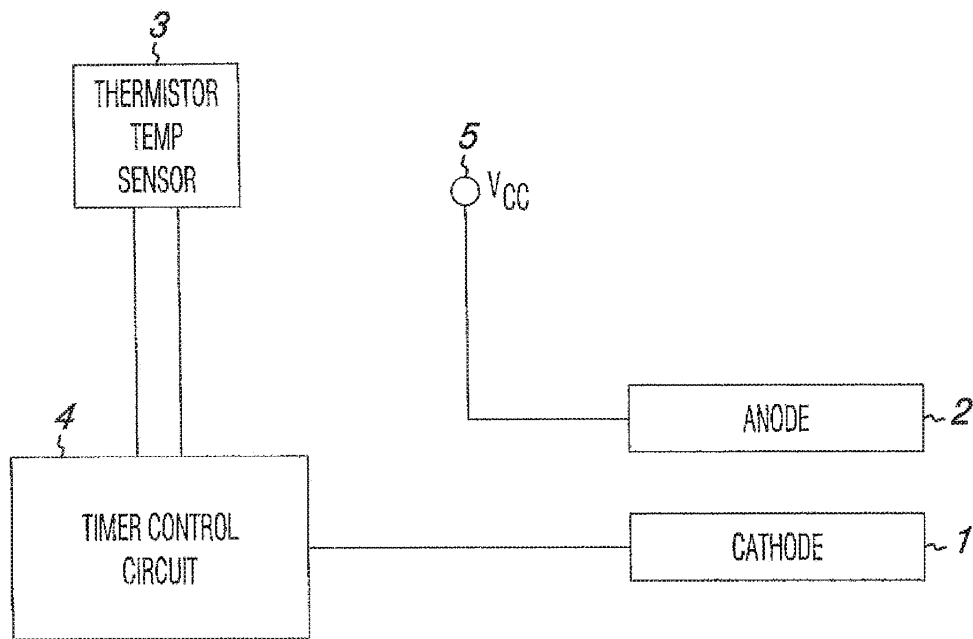 3
THERMISTOR
TEMP
SENSOR
5
VCC
4
ANODE
2
TIMER CONTROL
CIRCUIT
CATHODE
1